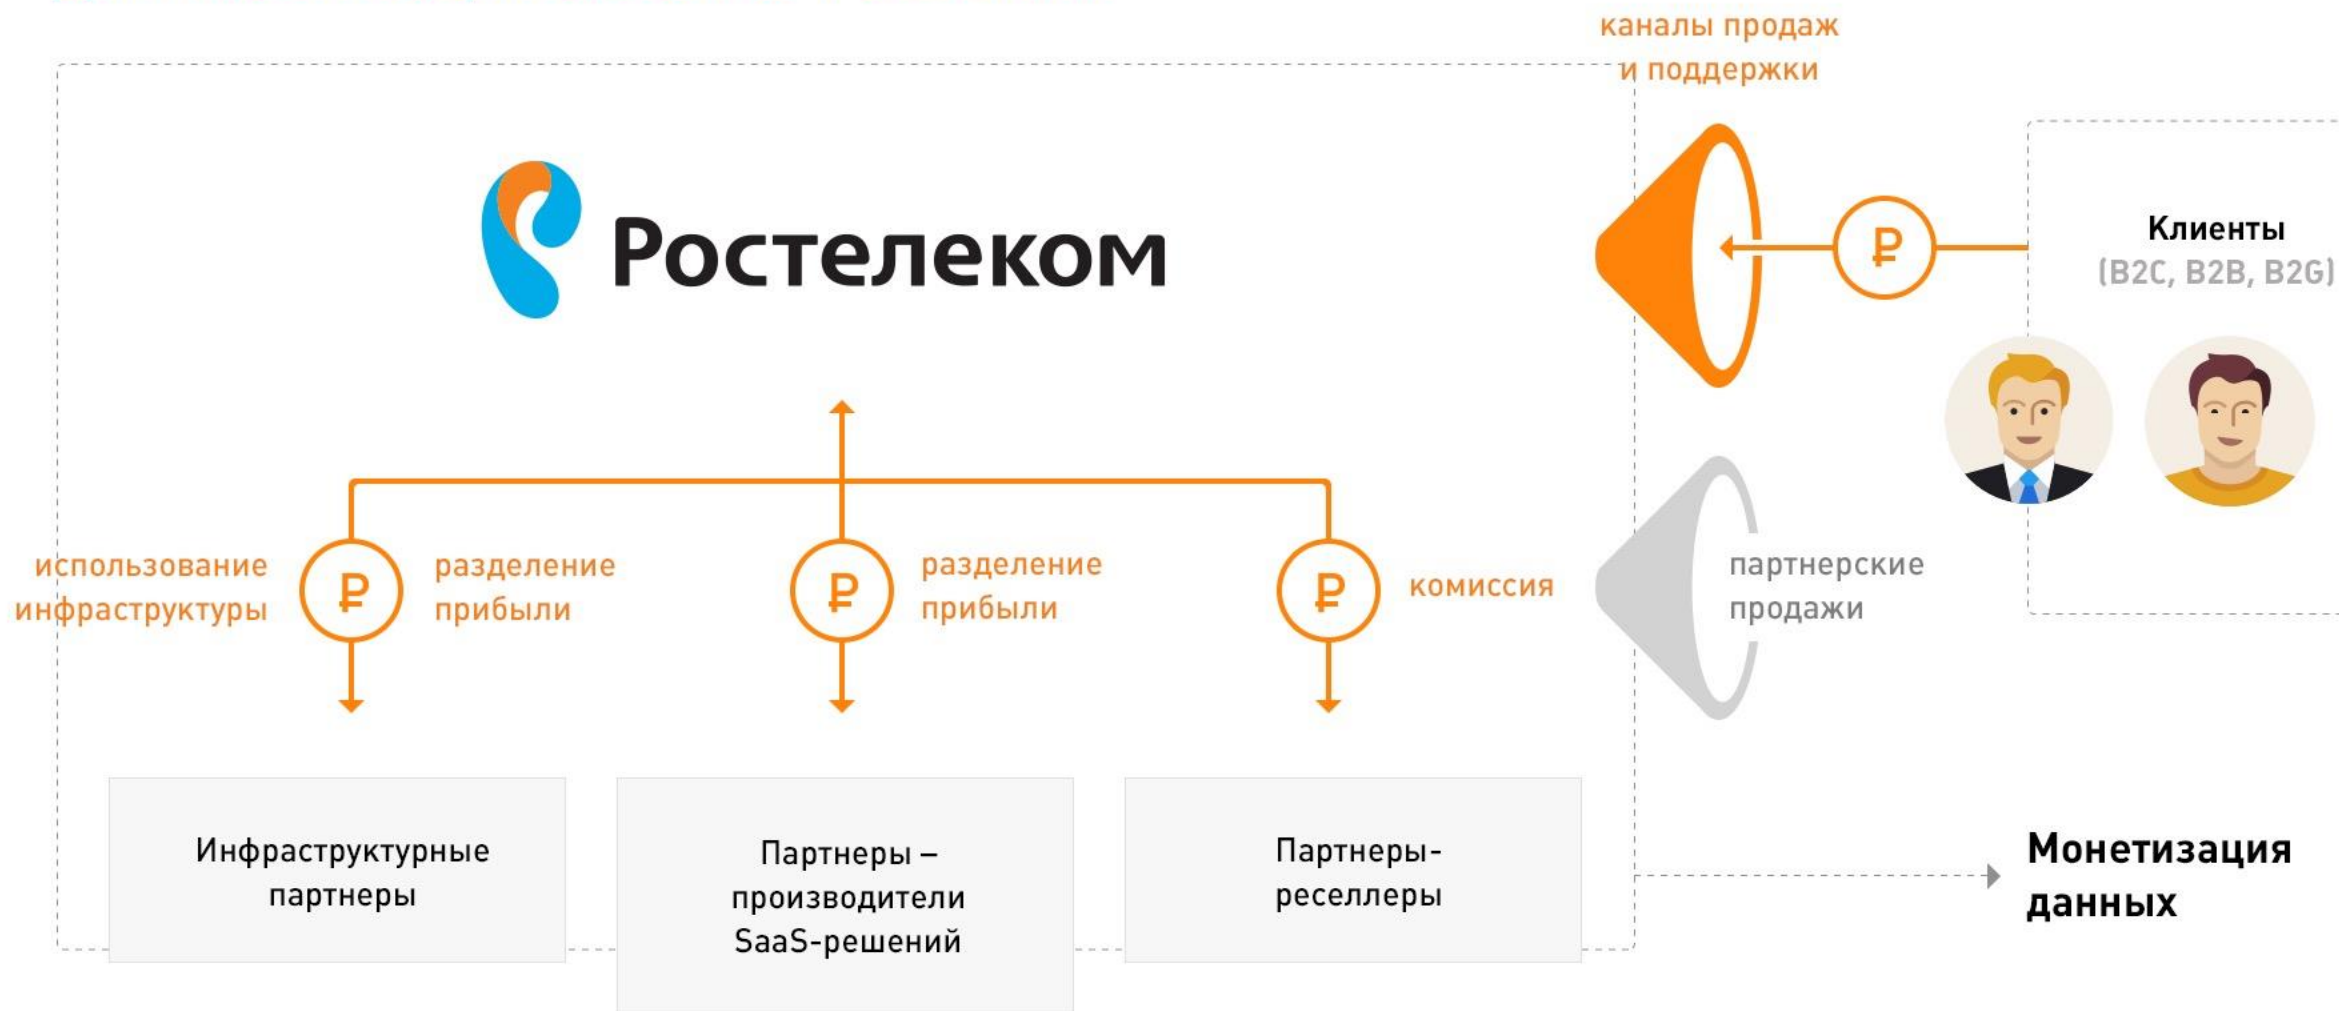 каналы продаж
и поддержки
Ростелеком
₽
Клиенты
(B2C, B2B, B2G)
использование
инфраструктуры
₽
разделение
прибыли
₽
разделение
прибыли
₽
комиссия
партнерские
продажи
Инфраструктурные
партнеры
Партнеры –
производители
SaaS-решений
Партнеры-
реселлеры
Монетизация
данных